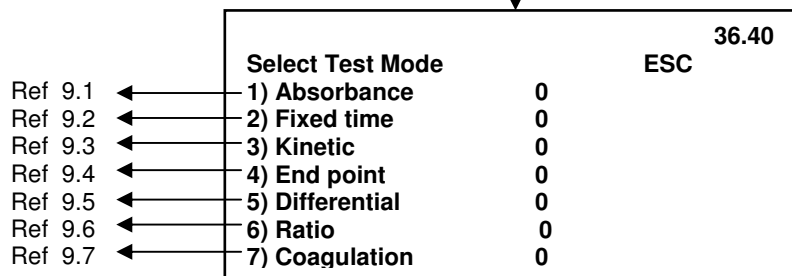 36.40
Select Test Mode ESC
Ref 9.1 1) Absorbance 0
Ref 9.2 2) Fixed time 0
Ref 9.3 3) Kinetic 0
Ref 9.4 4) End point 0
Ref 9.5 5) Differential 0
Ref 9.6 6) Ratio 0
Ref 9.7 7) Coagulation 0